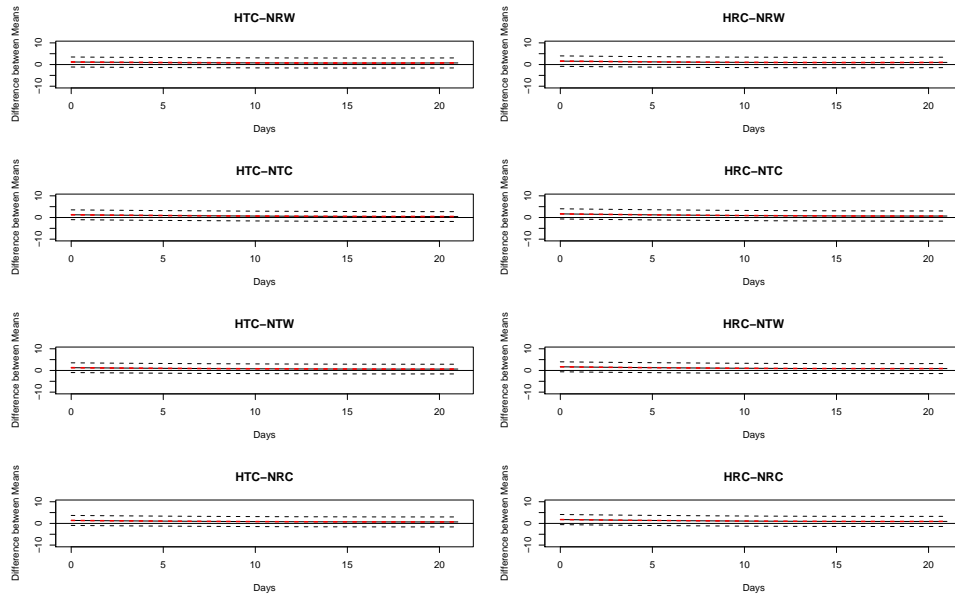 HTC−NRW
Difference between Means
−10 0 10
0 5 10 15 20
Days
HRC−NRW
Difference between Means
−10 0 10
0 5 10 15 20
Days
HTC−NTC
Difference between Means
−10 0 10
0 5 10 15 20
Days
HRC−NTC
Difference between Means
−10 0 10
0 5 10 15 20
Days
HTC−NTW
Difference between Means
−10 0 10
0 5 10 15 20
Days
HRC−NTW
Difference between Means
−10 0 10
0 5 10 15 20
Days
HTC−NRC
Difference between Means
−10 0 10
0 5 10 15 20
Days
HRC−NRC
Difference between Means
−10 0 10
0 5 10 15 20
Days